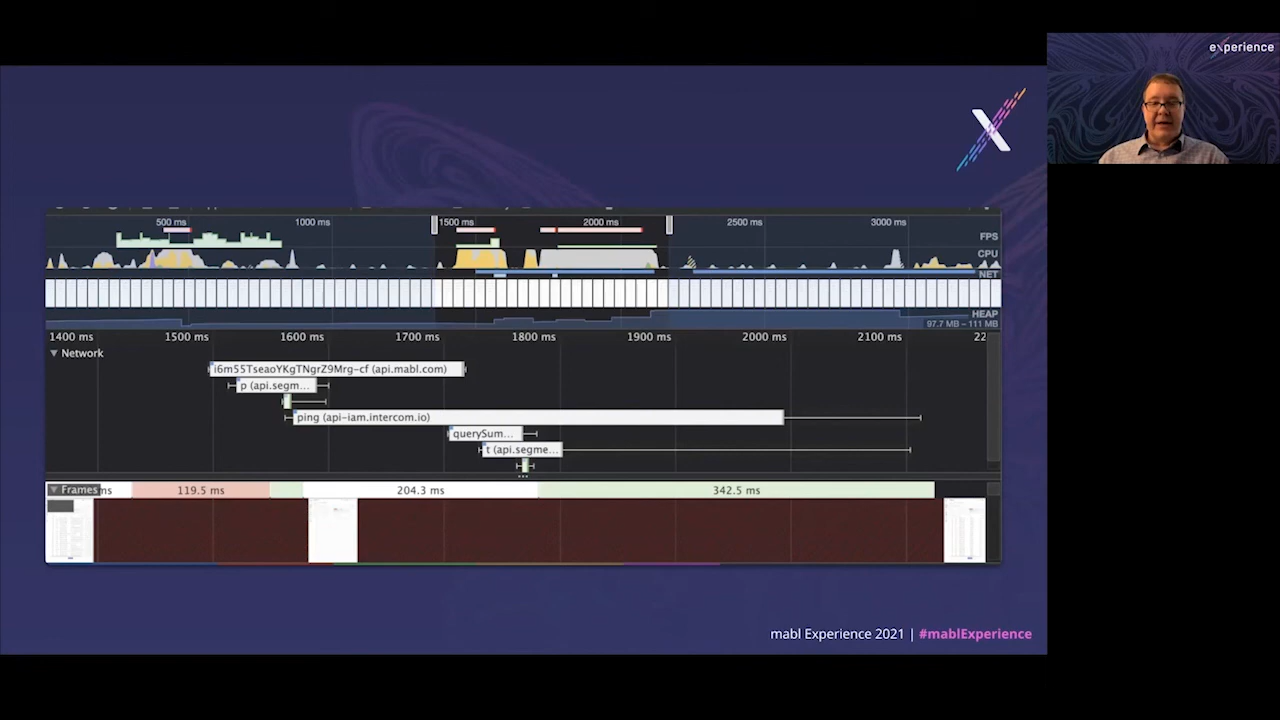 experience
X
500 ms 1000 ms 1500 ms 2000 ms 2500 ms 3000 ms
FPS
CPU
NET
HEAP
97.7 MB – 111 MB
1400 ms 1500 ms 1600 ms 1700 ms 1800 ms 1900 ms 2000 ms 2100 ms 22
Network
i6m55TseaoYKgTNgrZ9Mrg-cf (api.mabl.com)
p (api.segm...
ping (api-iam.intercom.io)
querySum...
t (api.segme...
Frames ns 119.5 ms 204.3 ms 342.5 ms
mabl Experience 2021 | #mablExperience